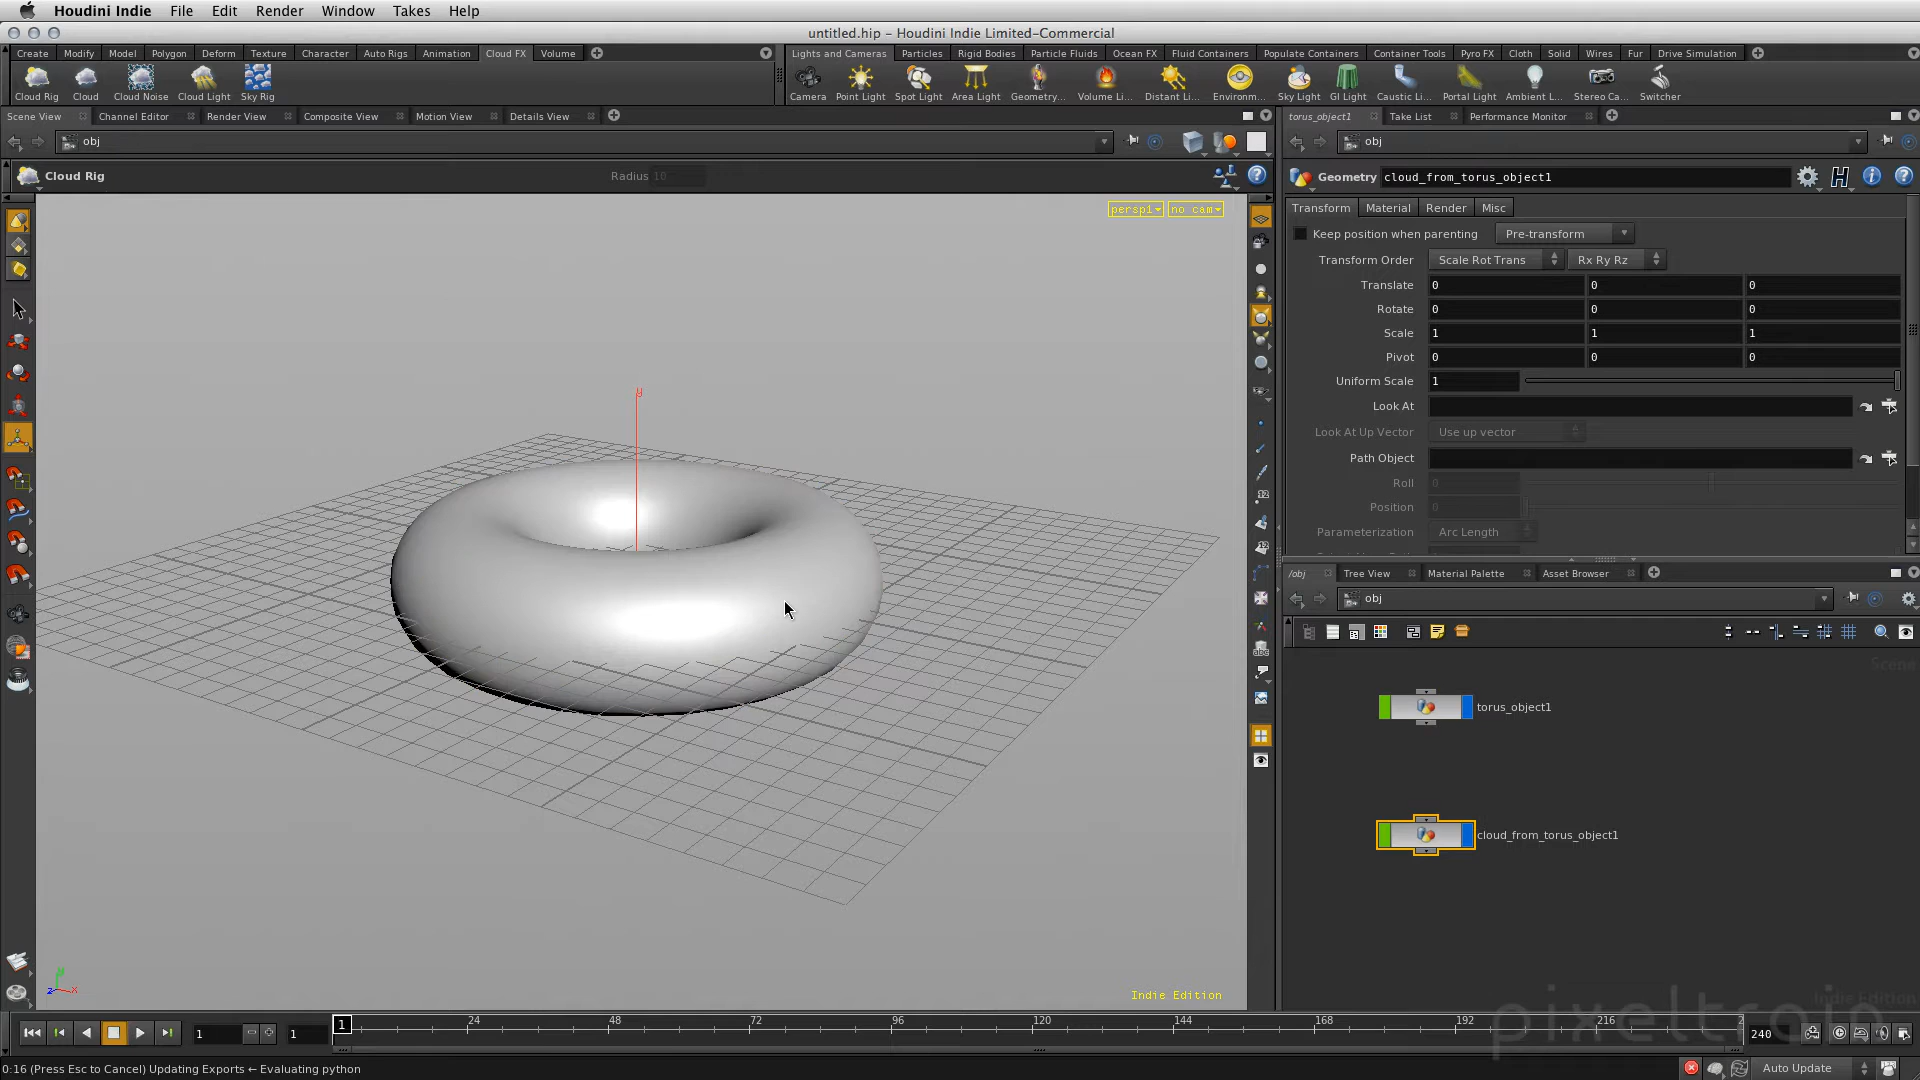 Houdini Indie File Edit Render Window Takes Help
untitled.hip – Houdini Indie Limited-Commercial
Create Modify Model Polygon Deform Texture Character Auto Rigs Animation Cloud FX Volume
Lights and Cameras Particles Rigid Bodies Particle Fluids Ocean FX Fluid Containers Populate Containers Container Tools Pyro FX Cloth Solid Wires Fur Drive Simulation
Cloud Rig Cloud Cloud Noise Cloud Light Sky Rig
Camera Point Light Spot Light Area Light Geometry... Volume Li... Distant Li... Environm... Sky Light GI Light Caustic Li... Portal Light Ambient L... Stereo Ca... Switcher
Scene View Channel Editor Render View Composite View Motion View Details View
torus_object1 Take List Performance Monitor
obj
obj
Cloud Rig Radius 10
Geometry cloud_from_torus_object1
persp1 no cam
Transform Material Render Misc
Keep position when parenting Pre-transform
Transform Order Scale Rot Trans Rx Ry Rz
Translate 0 0 0
Rotate 0 0 0
Scale 1 1 1
Pivot 0 0 0
Uniform Scale 1
Look At
Look At Up Vector Use up vector
Path Object
Roll 0
Position 0
Parameterization Arc Length
y
/obj Tree View Material Palette Asset Browser
obj
Scene
torus_object1
cloud_from_torus_object1
y
z x
Indie Edition
Indie Edition
pixeltrain
1 1 1 24 48 72 96 120 144 168 192 216 2 240
0:16 (Press Esc to Cancel) Updating Exports ← Evaluating python
Auto Update